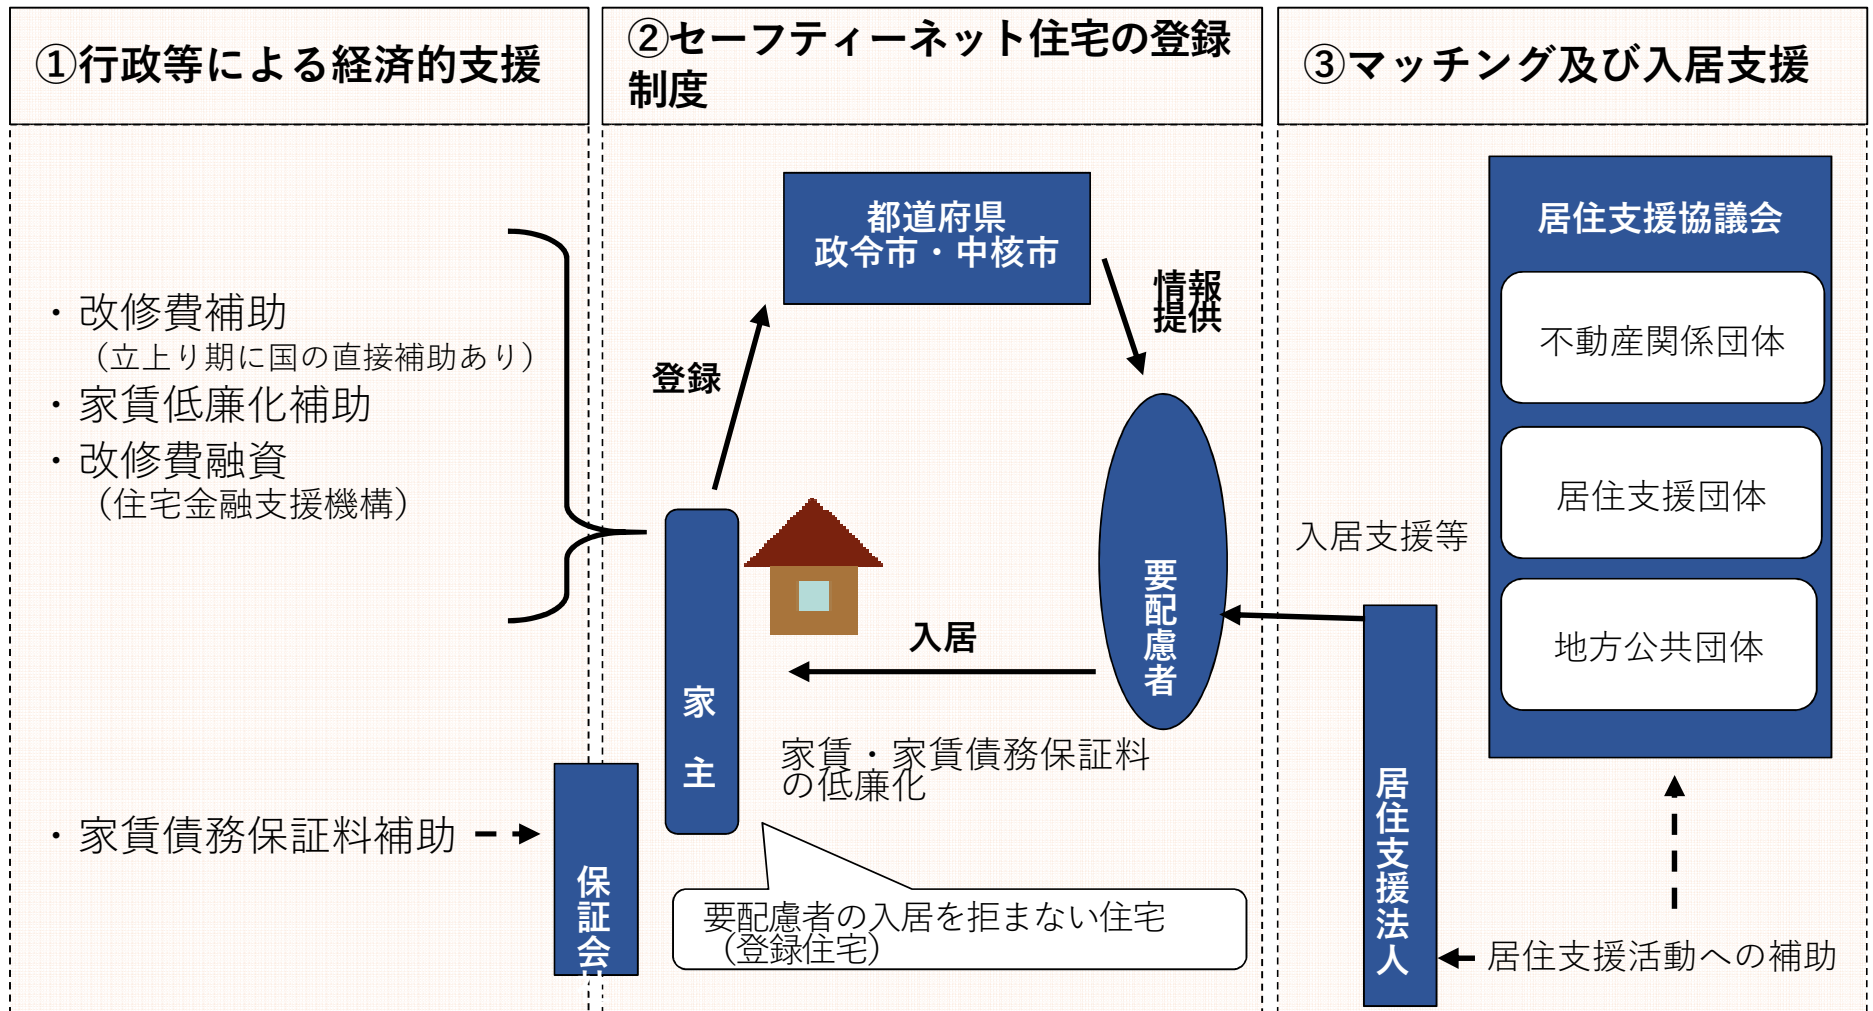 ①行政等による経済的支援
・改修費補助
（立上り期に国の直接補助あり）
・家賃低廉化補助
・改修費融資
（住宅金融支援機構）
・家賃債務保証料補助
保証会
②セーフティーネット住宅の登録
制度
都道府県
政令市・中核市
登録
情報
提供
家　主
要配慮者
入居
家賃・家賃債務保証料
の低廉化
要配慮者の入居を拒まない住宅
（登録住宅）
③マッチング及び入居支援
居住支援協議会
不動産関係団体
居住支援団体
地方公共団体
入居支援等
居住支援法人
居住支援活動への補助